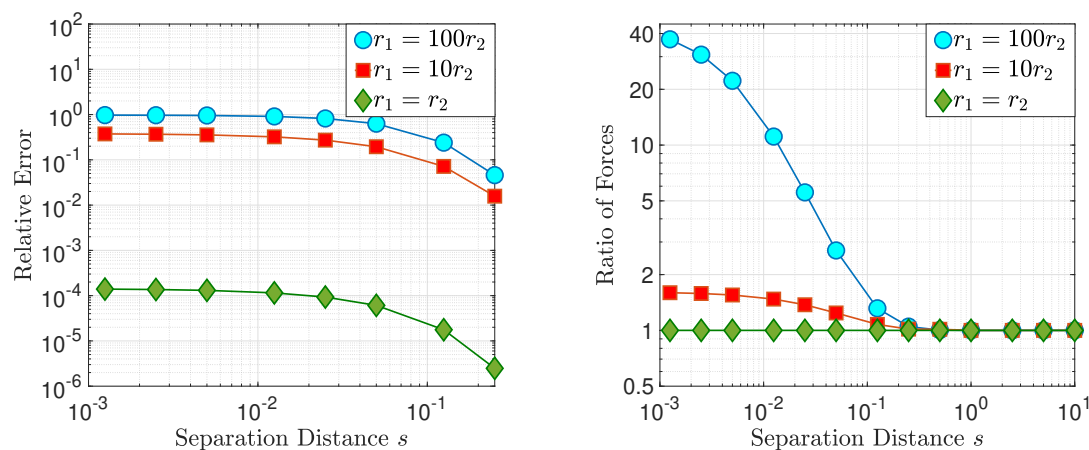 10^2
10^1
10^0
10^-1
10^-2
10^-3
10^-4
10^-5
10^-6
Relative Error
r_1 = 100r_2
r_1 = 10r_2
r_1 = r_2
10^-3 10^-2 10^-1
Separation Distance s
40
20
10
5
2
1
0.5
Ratio of Forces
r_1 = 100r_2
r_1 = 10r_2
r_1 = r_2
10^-3 10^-2 10^-1 10^0 10^1
Separation Distance s